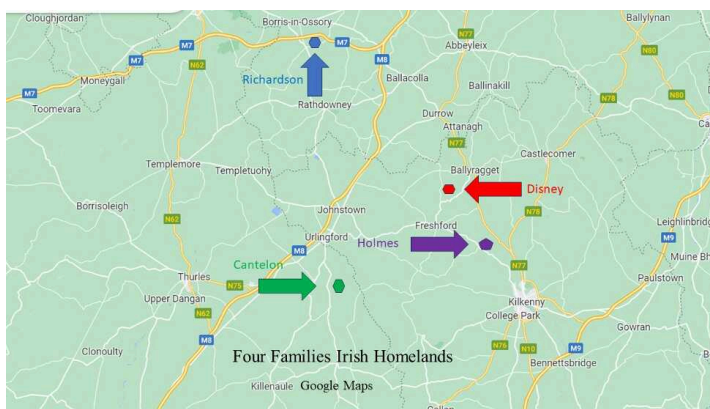 Cloughjordan
Borris-in-Ossory
N77
Ballylynan
M7
M7
N80
Abbeyleix
Richardson
M8
N62
Moneygall
Ballacolla
Ballinakill
N78
N80
M7
Toomevara
Rathdowney
Durrow
Attanagh
N77
Castlecomer
Templemore
Templetuohy
Ballyragget
Disney
Borrisoleigh
Johnstown
N78
N62
Freshford
Leighlinbridge
Urlingford
Holmes
M9
M8
Cantelon
N77
Muine Bh
Thurles
N75
Paulstown
Upper Dangan
Kilkenny
N62
College Park
Gowran
M8
N76
N10
M9
Clonoulty
Four Families Irish Homelands
Bennettsbridge
Killenaule
Google Maps
Callan